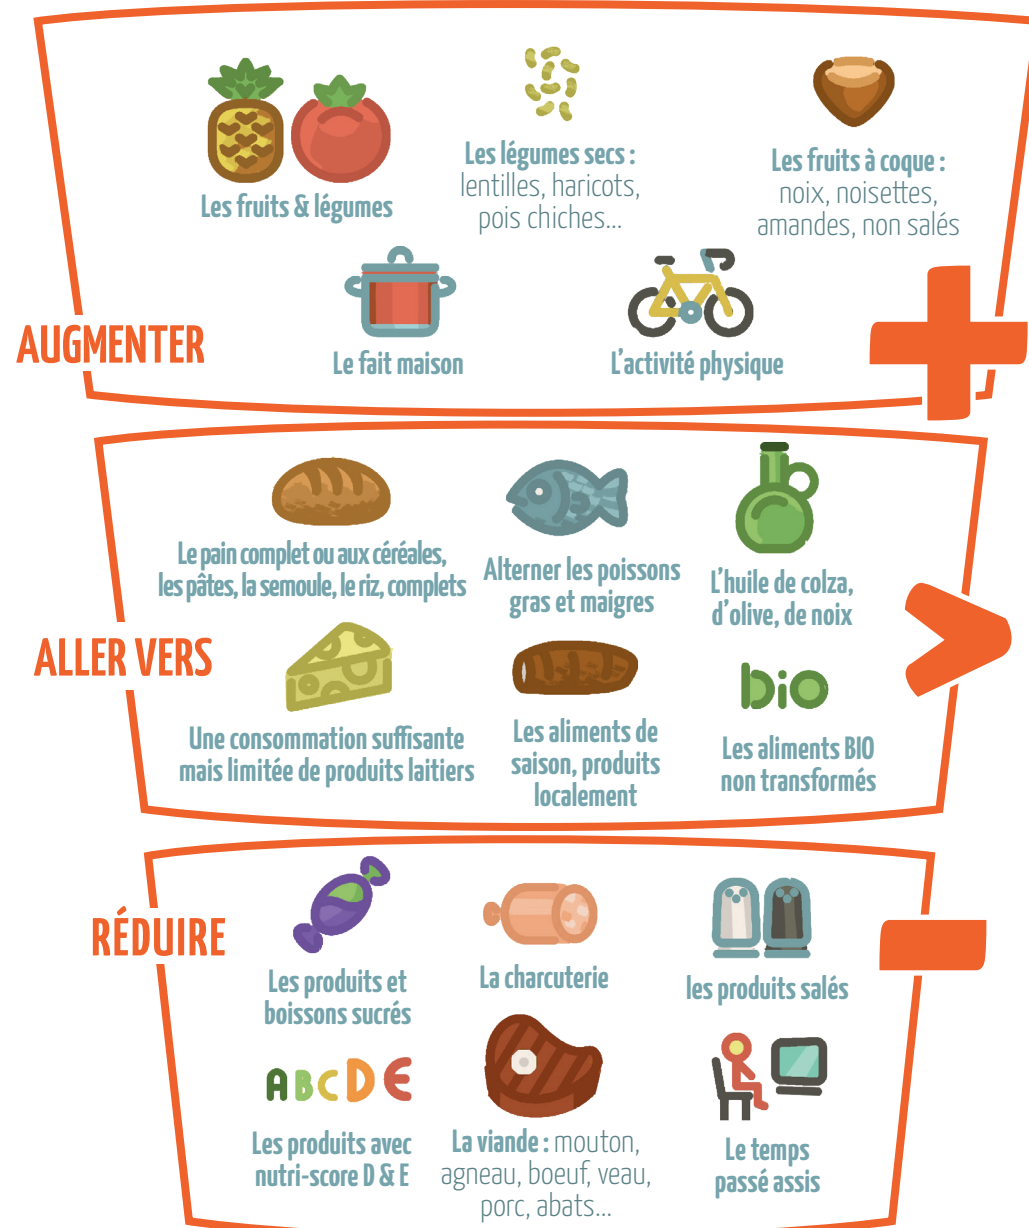 Les fruits & légumes
Les légumes secs :
lentilles, haricots,
pois chiches...
Les fruits à coque :
noix, noisettes,
amandes, non salés
AUGMENTER
Le fait maison
L'activité physique
Le pain complet ou aux céréales,
les pâtes, la semoule, le riz, complets
Alterner les poissons
gras et maigres
L'huile de colza,
d'olive, de noix
ALLER VERS
Une consommation suffisante
mais limitée de produits laitiers
Les aliments de
saison, produits
localement
bio
Les aliments BIO
non transformés
RÉDUIRE
Les produits et
boissons sucrés
La charcuterie
les produits salés
ABCDE
Les produits avec
nutri-score D & E
La viande : mouton,
agneau, boeuf, veau,
porc, abats...
Le temps
passé assis